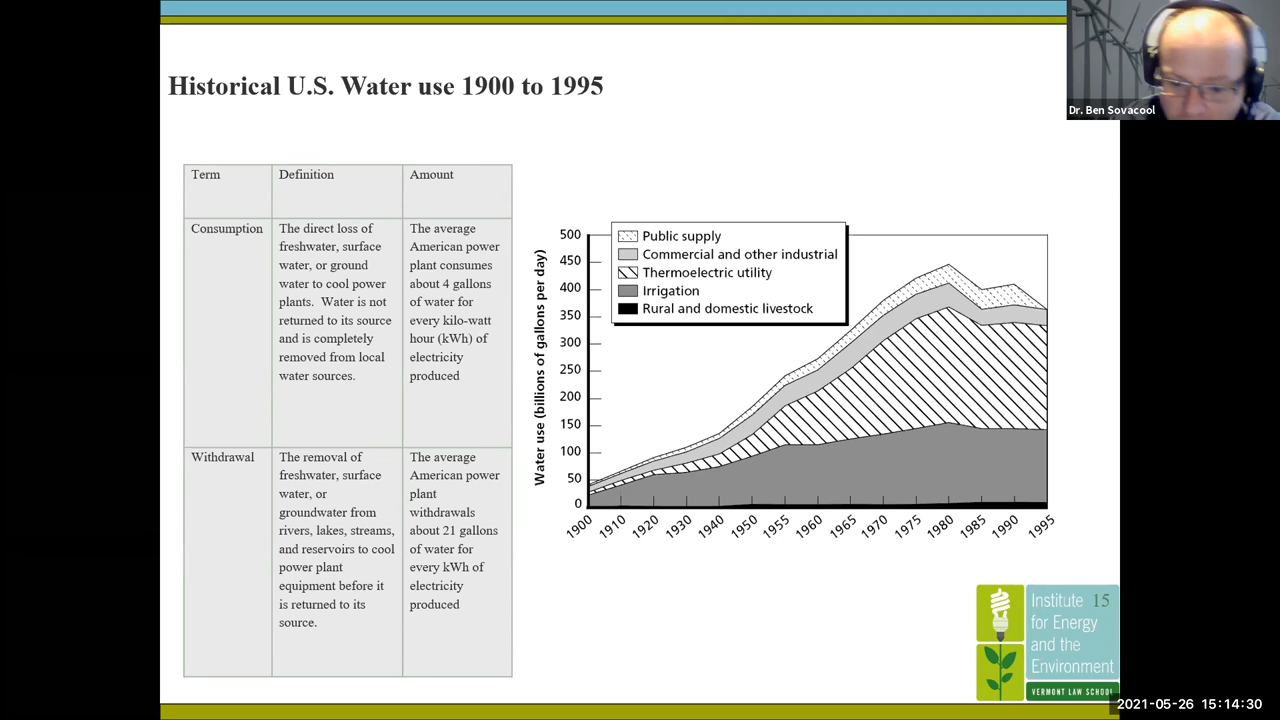 Dr. Ben Sovacool
Historical U.S. Water use 1900 to 1995
Term
Definition
Amount
Consumption
The direct loss of
freshwater, surface
water, or ground
water to cool power
plants.  Water is not
returned to its source
and is completely
removed from local
water sources.
The average
American power
plant consumes
about 4 gallons
of water for
every kilo-watt
hour (kWh) of
electricity
produced
Withdrawal
The removal of
freshwater, surface
water, or
groundwater from
rivers, lakes, streams,
and reservoirs to cool
power plant
equipment before it
is returned to its
source.
The average
American power
plant
withdrawals
about 21 gallons
of water for
every kWh of
electricity
produced
Water use (billions of gallons per day)
500
450
400
350
300
250
200
150
100
50
0
Public supply
Commercial and other industrial
Thermoelectric utility
Irrigation
Rural and domestic livestock
1900
1910
1920
1930
1940
1950
1955
1960
1965
1970
1975
1980
1985
1990
1995
Institute 15
for Energy
and the
Environment
VERMONT LAW SCHOOL
2021-05-26 15:14:30